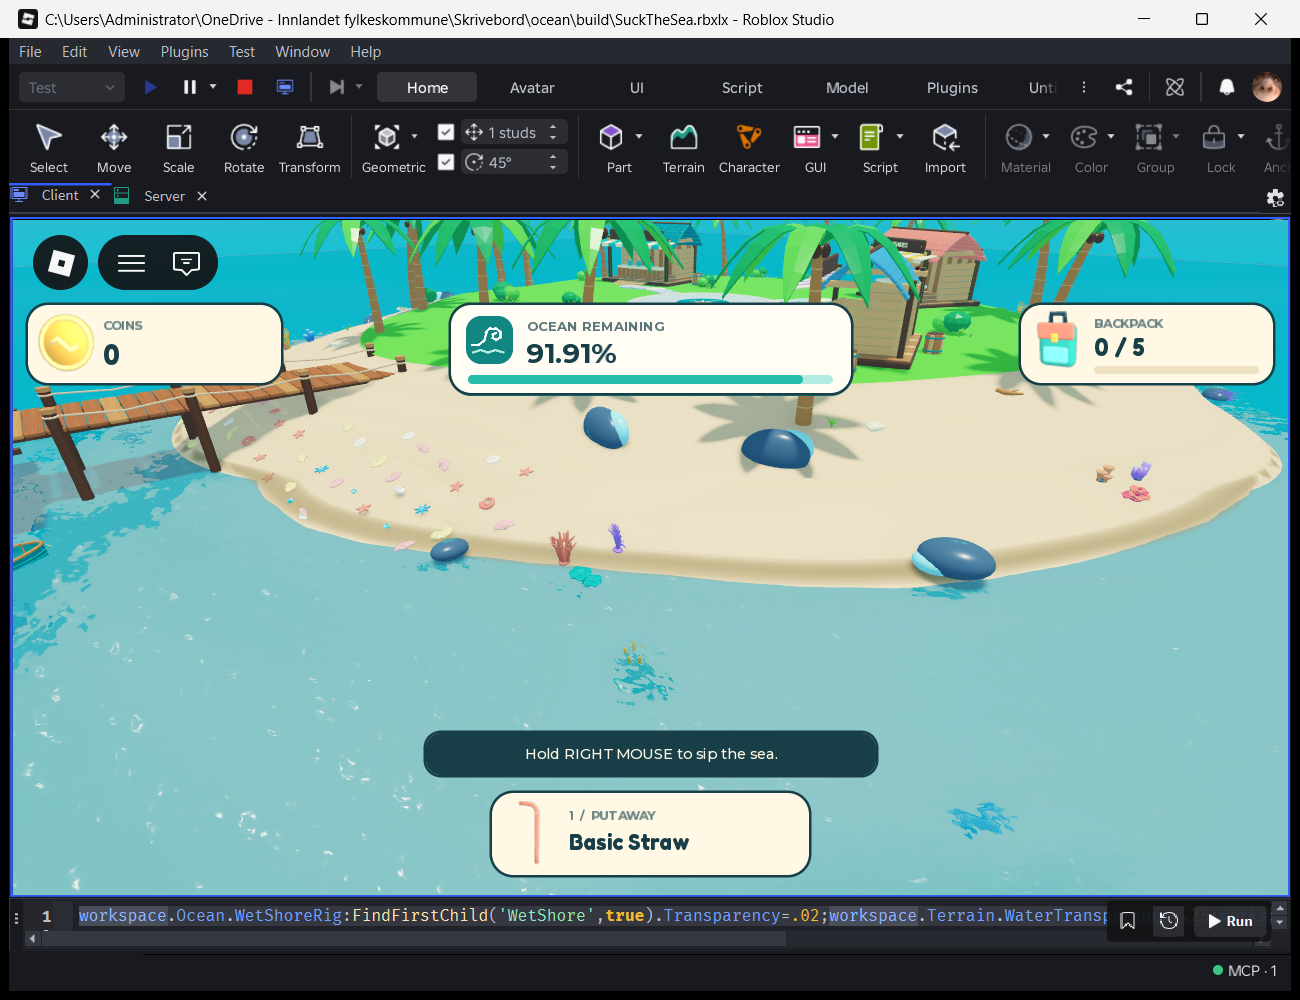 C:\Users\Administrator\OneDrive - Innlandet fylkeskommune\Skrivebord\ocean\build\SuckTheSea.rbxlx - Roblox Studio
File Edit View Plugins Test Window Help
Test Home Avatar UI Script Model Plugins Unti
1 studs
45°
Select Move Scale Rotate Transform Geometric Part Terrain Character GUI Script Import Material Color Group Lock Anc
Client Server
COINS
0
OCEAN REMAINING
91.91%
BACKPACK
0 / 5
Hold RIGHT MOUSE to sip the sea.
1 / PUT AWAY
Basic Straw
1 workspace.Ocean.WetShoreRig:FindFirstChild('WetShore',true).Transparency=.02;workspace.Terrain.WaterTransp
Run
MCP · 1